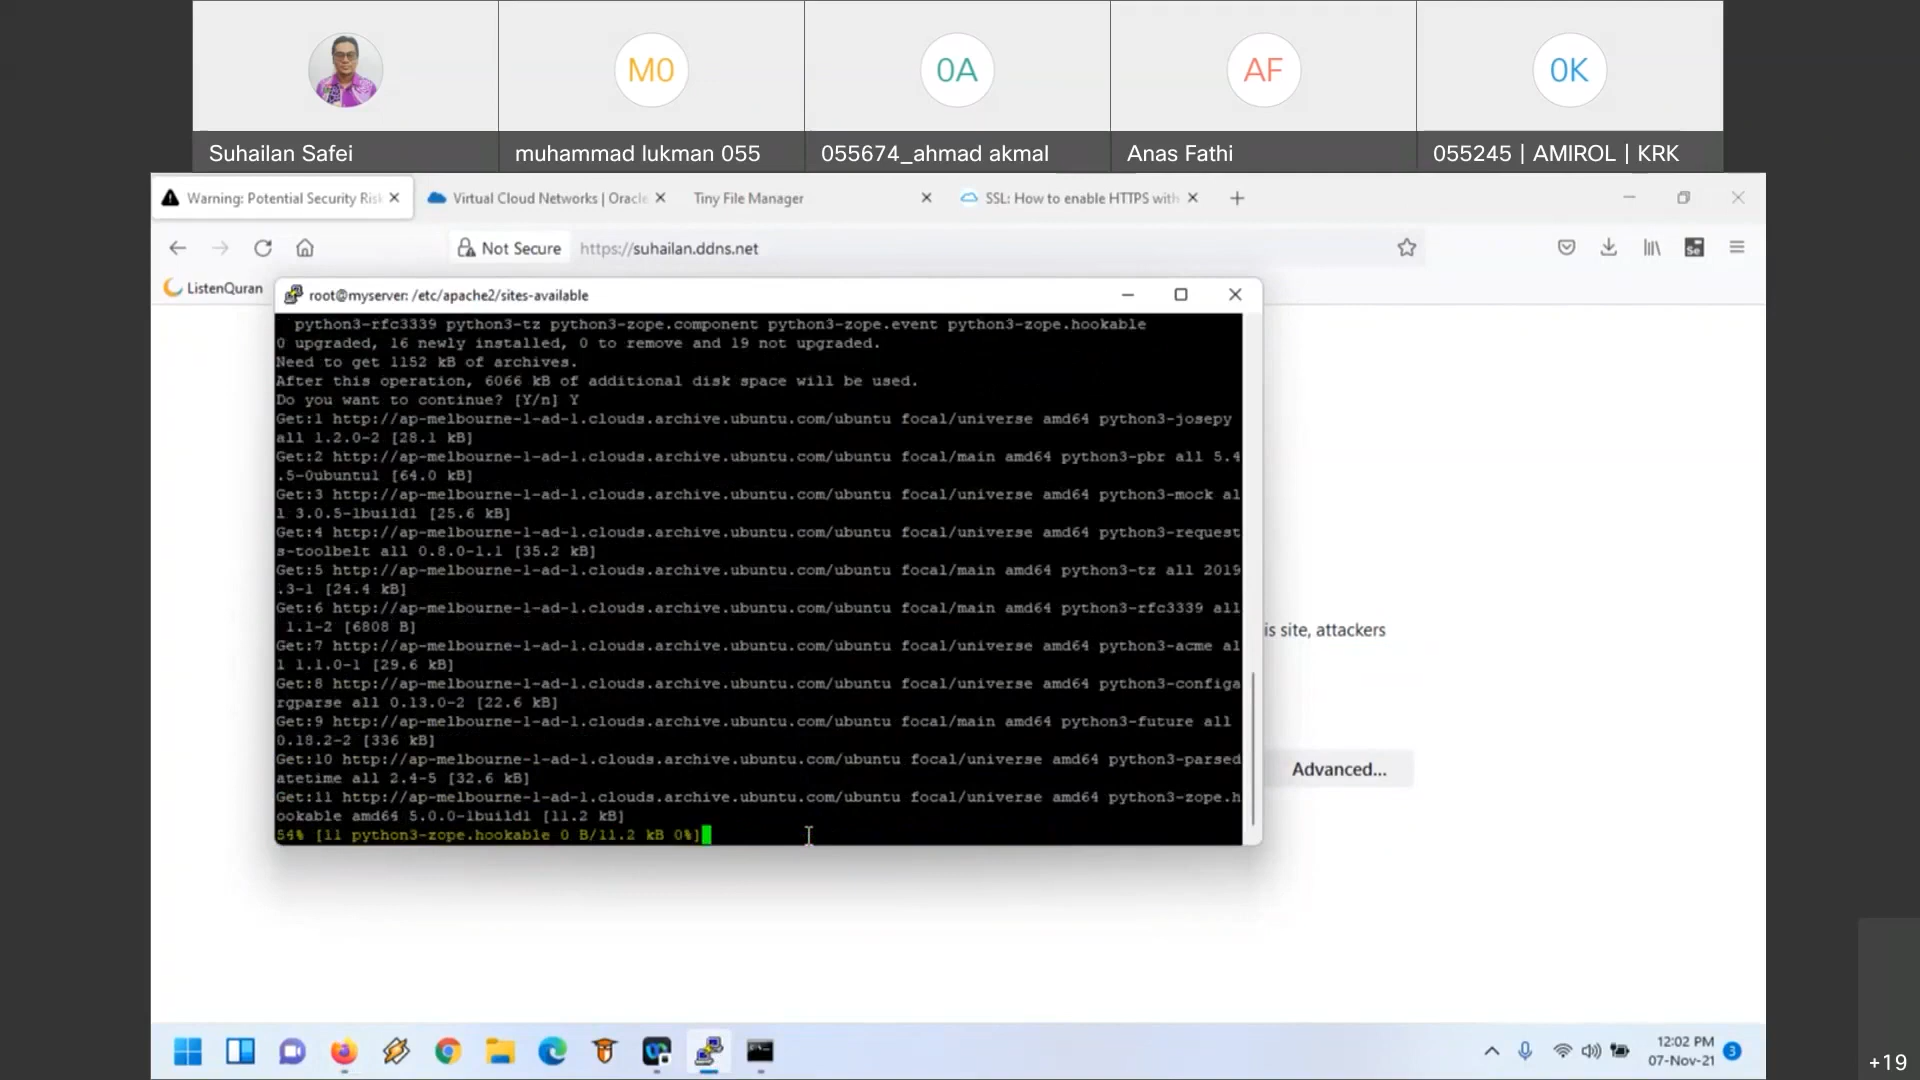 M0
0A
AF
0K
Suhailan Safei
muhammad lukman 055
055674_ahmad akmal
Anas Fathi
055245 | AMIROL | KRK
Warning: Potential Security Ris
Virtual Cloud Networks | Oracle
Tiny File Manager
SSL: How to enable HTTPS with
Not Secure
https://suhailan.ddns.net
ListenQuran
root@myserver: /etc/apache2/sites-available
python3-rfc3339 python3-tz python3-zope.component python3-zope.event python3-zope.hookable
0 upgraded, 16 newly installed, 0 to remove and 19 not upgraded.
Need to get 1152 kB of archives.
After this operation, 6066 kB of additional disk space will be used.
Do you want to continue? [Y/n] Y
Get:1 http://ap-melbourne-1-ad-1.clouds.archive.ubuntu.com/ubuntu focal/universe amd64 python3-josepy
all 1.2.0-2 [28.1 kB]
Get:2 http://ap-melbourne-1-ad-1.clouds.archive.ubuntu.com/ubuntu focal/main amd64 python3-pbr all 5.4
.5-0ubuntu1 [64.0 kB]
Get:3 http://ap-melbourne-1-ad-1.clouds.archive.ubuntu.com/ubuntu focal/universe amd64 python3-mock al
l 3.0.5-1build1 [25.6 kB]
Get:4 http://ap-melbourne-1-ad-1.clouds.archive.ubuntu.com/ubuntu focal/universe amd64 python3-request
s-toolbelt all 0.8.0-1.1 [35.2 kB]
Get:5 http://ap-melbourne-1-ad-1.clouds.archive.ubuntu.com/ubuntu focal/main amd64 python3-tz all 2019
.3-1 [24.4 kB]
Get:6 http://ap-melbourne-1-ad-1.clouds.archive.ubuntu.com/ubuntu focal/main amd64 python3-rfc3339 all
1.1-2 [6808 B]
Get:7 http://ap-melbourne-1-ad-1.clouds.archive.ubuntu.com/ubuntu focal/universe amd64 python3-acme al
l 1.1.0-1 [29.6 kB]
Get:8 http://ap-melbourne-1-ad-1.clouds.archive.ubuntu.com/ubuntu focal/universe amd64 python3-configa
rgparse all 0.13.0-2 [22.6 kB]
Get:9 http://ap-melbourne-1-ad-1.clouds.archive.ubuntu.com/ubuntu focal/main amd64 python3-future all
0.18.2-2 [336 kB]
Get:10 http://ap-melbourne-1-ad-1.clouds.archive.ubuntu.com/ubuntu focal/universe amd64 python3-parsed
atetime all 2.4-5 [32.6 kB]
Get:11 http://ap-melbourne-1-ad-1.clouds.archive.ubuntu.com/ubuntu focal/universe amd64 python3-zope.h
ookable amd64 5.0.0-1build1 [11.2 kB]
54% [11 python3-zope.hookable 0 B/11.2 kB 0%]
is site, attackers
Advanced...
12:02 PM
07-Nov-21
3
+19